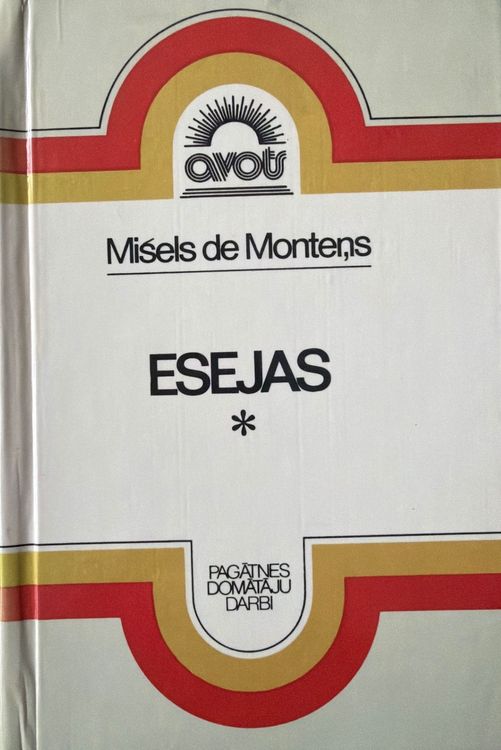 avots
Mišels de Monteņs
ESEJAS
*
PAGĀTNES
DOMĀTĀJU
DARBI